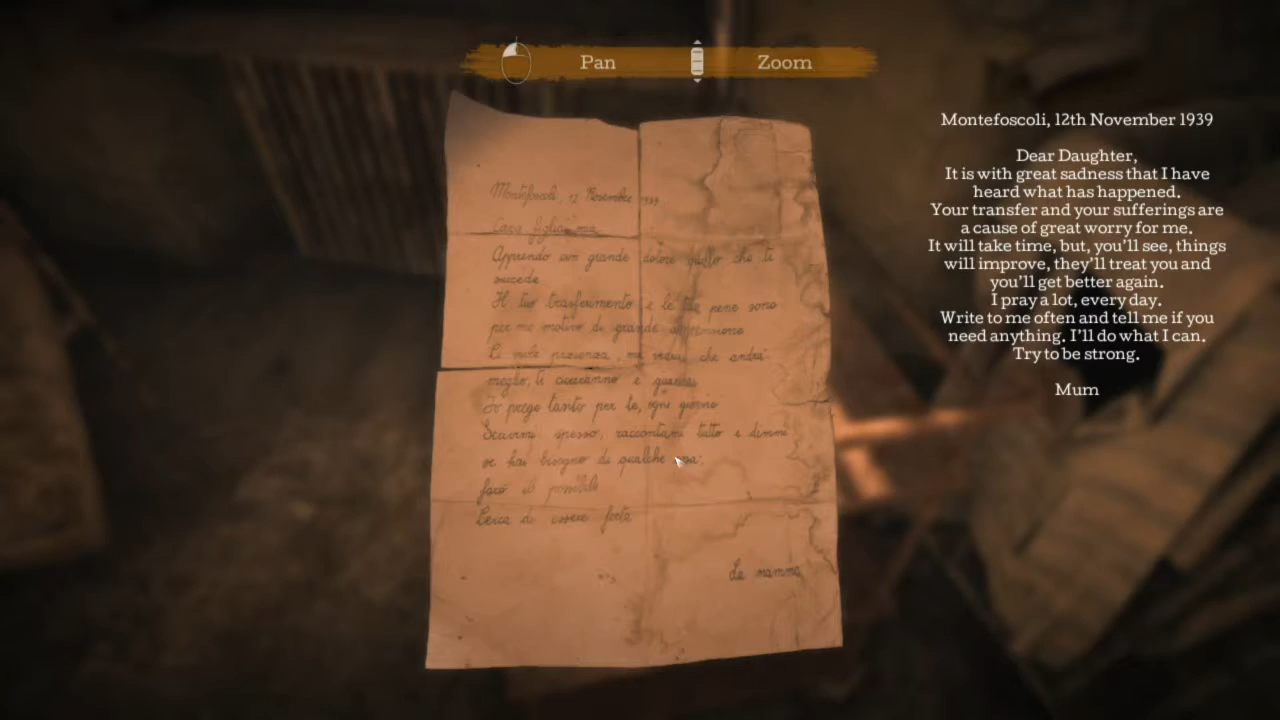 Pan
Zoom
Montefoscoli, 12 Novembre 1939
Cara figlia mia
Apprendo con grande dolore quello che ti
succede
Il tuo trasferimento e le tue pene sono
per me motivo di grande apprensione
Ci vuole pazienza, ma vedrai che andrà
meglio, ti cureranno e
Io prego tanto per te, ogni giorno
Scrivimi spesso, raccontami tutto e dimmi
se hai bisogno di qualche cosa:
farò il possibile
Cerca di essere forte
La mamma
Montefoscoli, 12th November 1939
Dear Daughter,
It is with great sadness that I have
heard what has happened.
Your transfer and your sufferings are
a cause of great worry for me.
It will take time, but, you'll see, things
will improve, they'll treat you and
you'll get better again.
I pray a lot, every day.
Write to me often and tell me if you
need anything. I'll do what I can.
Try to be strong.
Mum